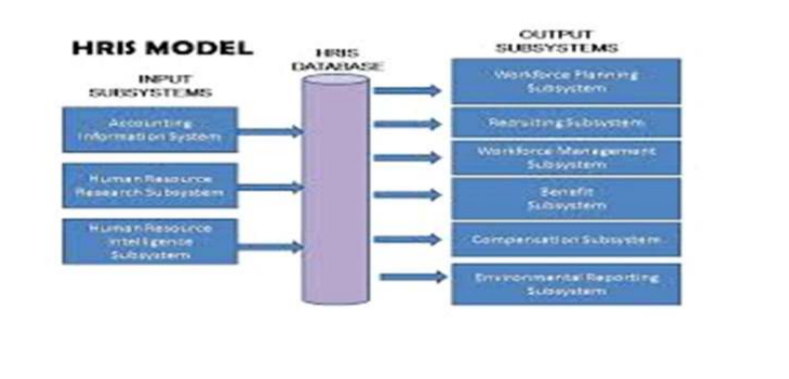 HRIS MODEL
INPUT
SUBSYSTEMS
Accounting
Information System
Human Resource
Research Subsystem
Human Resource
Intelligence
Subsystem
HRIS
DATABASE
OUTPUT
SUBSYSTEMS
Workforce Planning
Subsystem
Recruiting Subsystem
Workforce Management
Subsystem
Benefit
Subsystem
Compensation Subsystem
Environmental Reporting
Subsystem